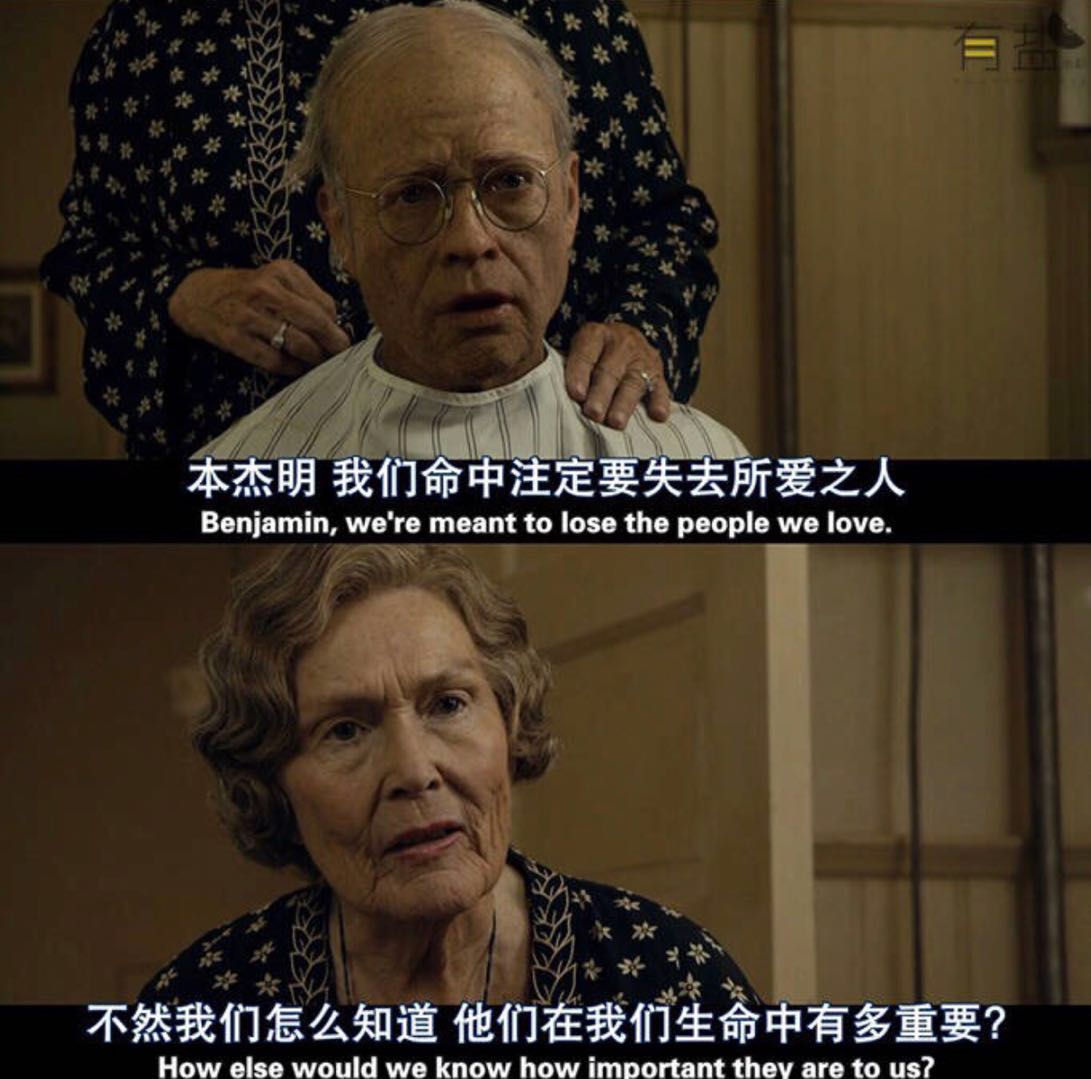 有盐
本杰明 我们命中注定要失去所爱之人
Benjamin, we're meant to lose the people we love.
不然我们怎么知道 他们在我们生命中有多重要?
How else would we know how important they are to us?